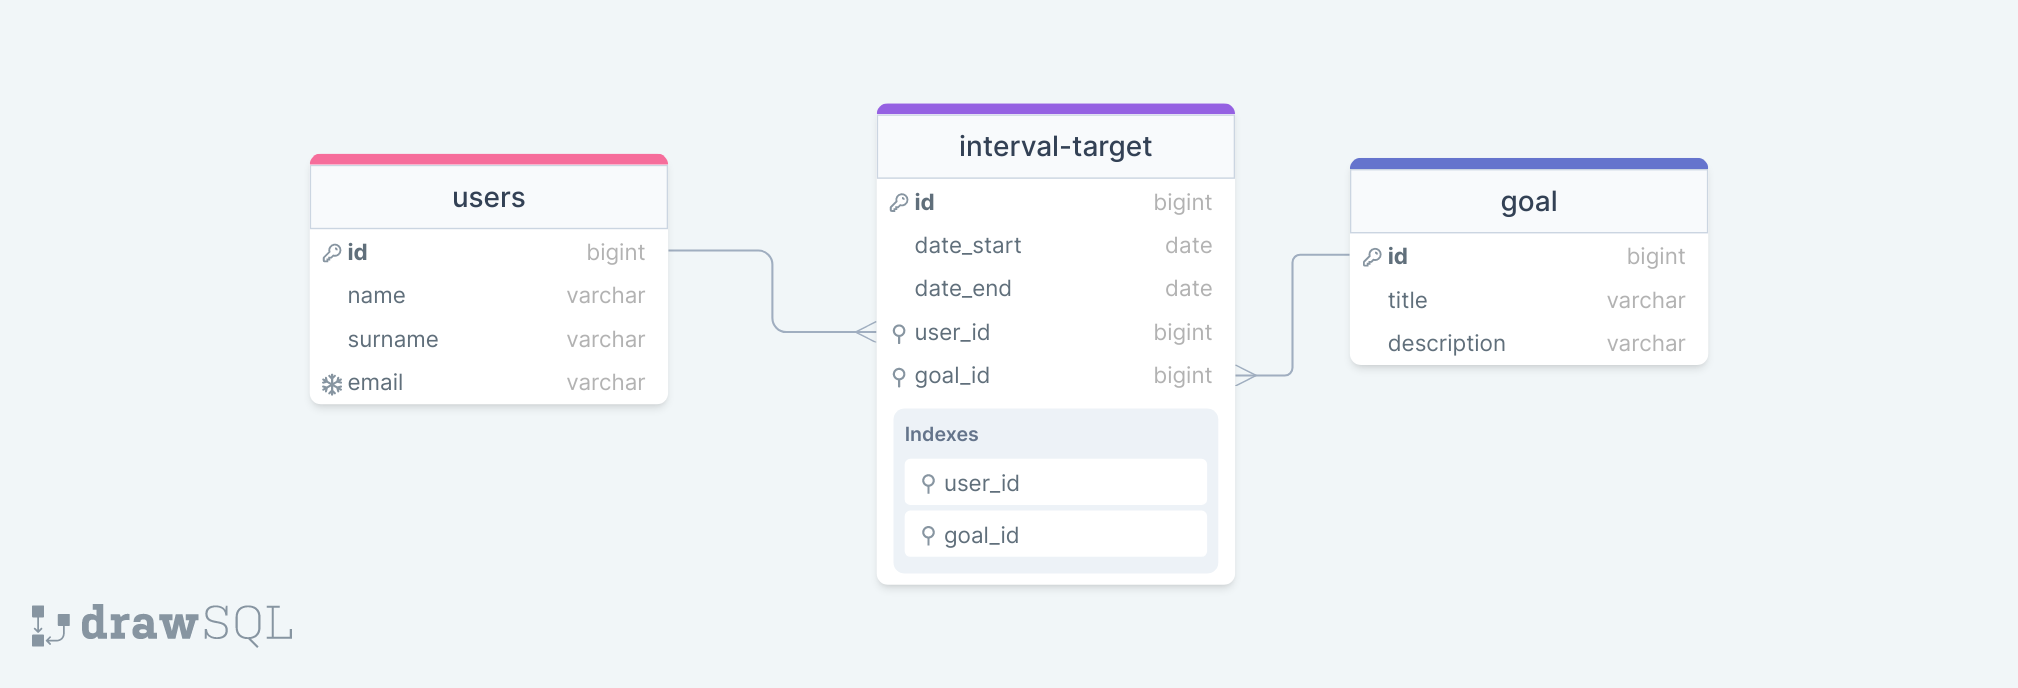 users
id bigint
name varchar
surname varchar
email varchar
interval-target
id bigint
date_start date
date_end date
user_id bigint
goal_id bigint
Indexes
user_id
goal_id
goal
id bigint
title varchar
description varchar
drawSQL